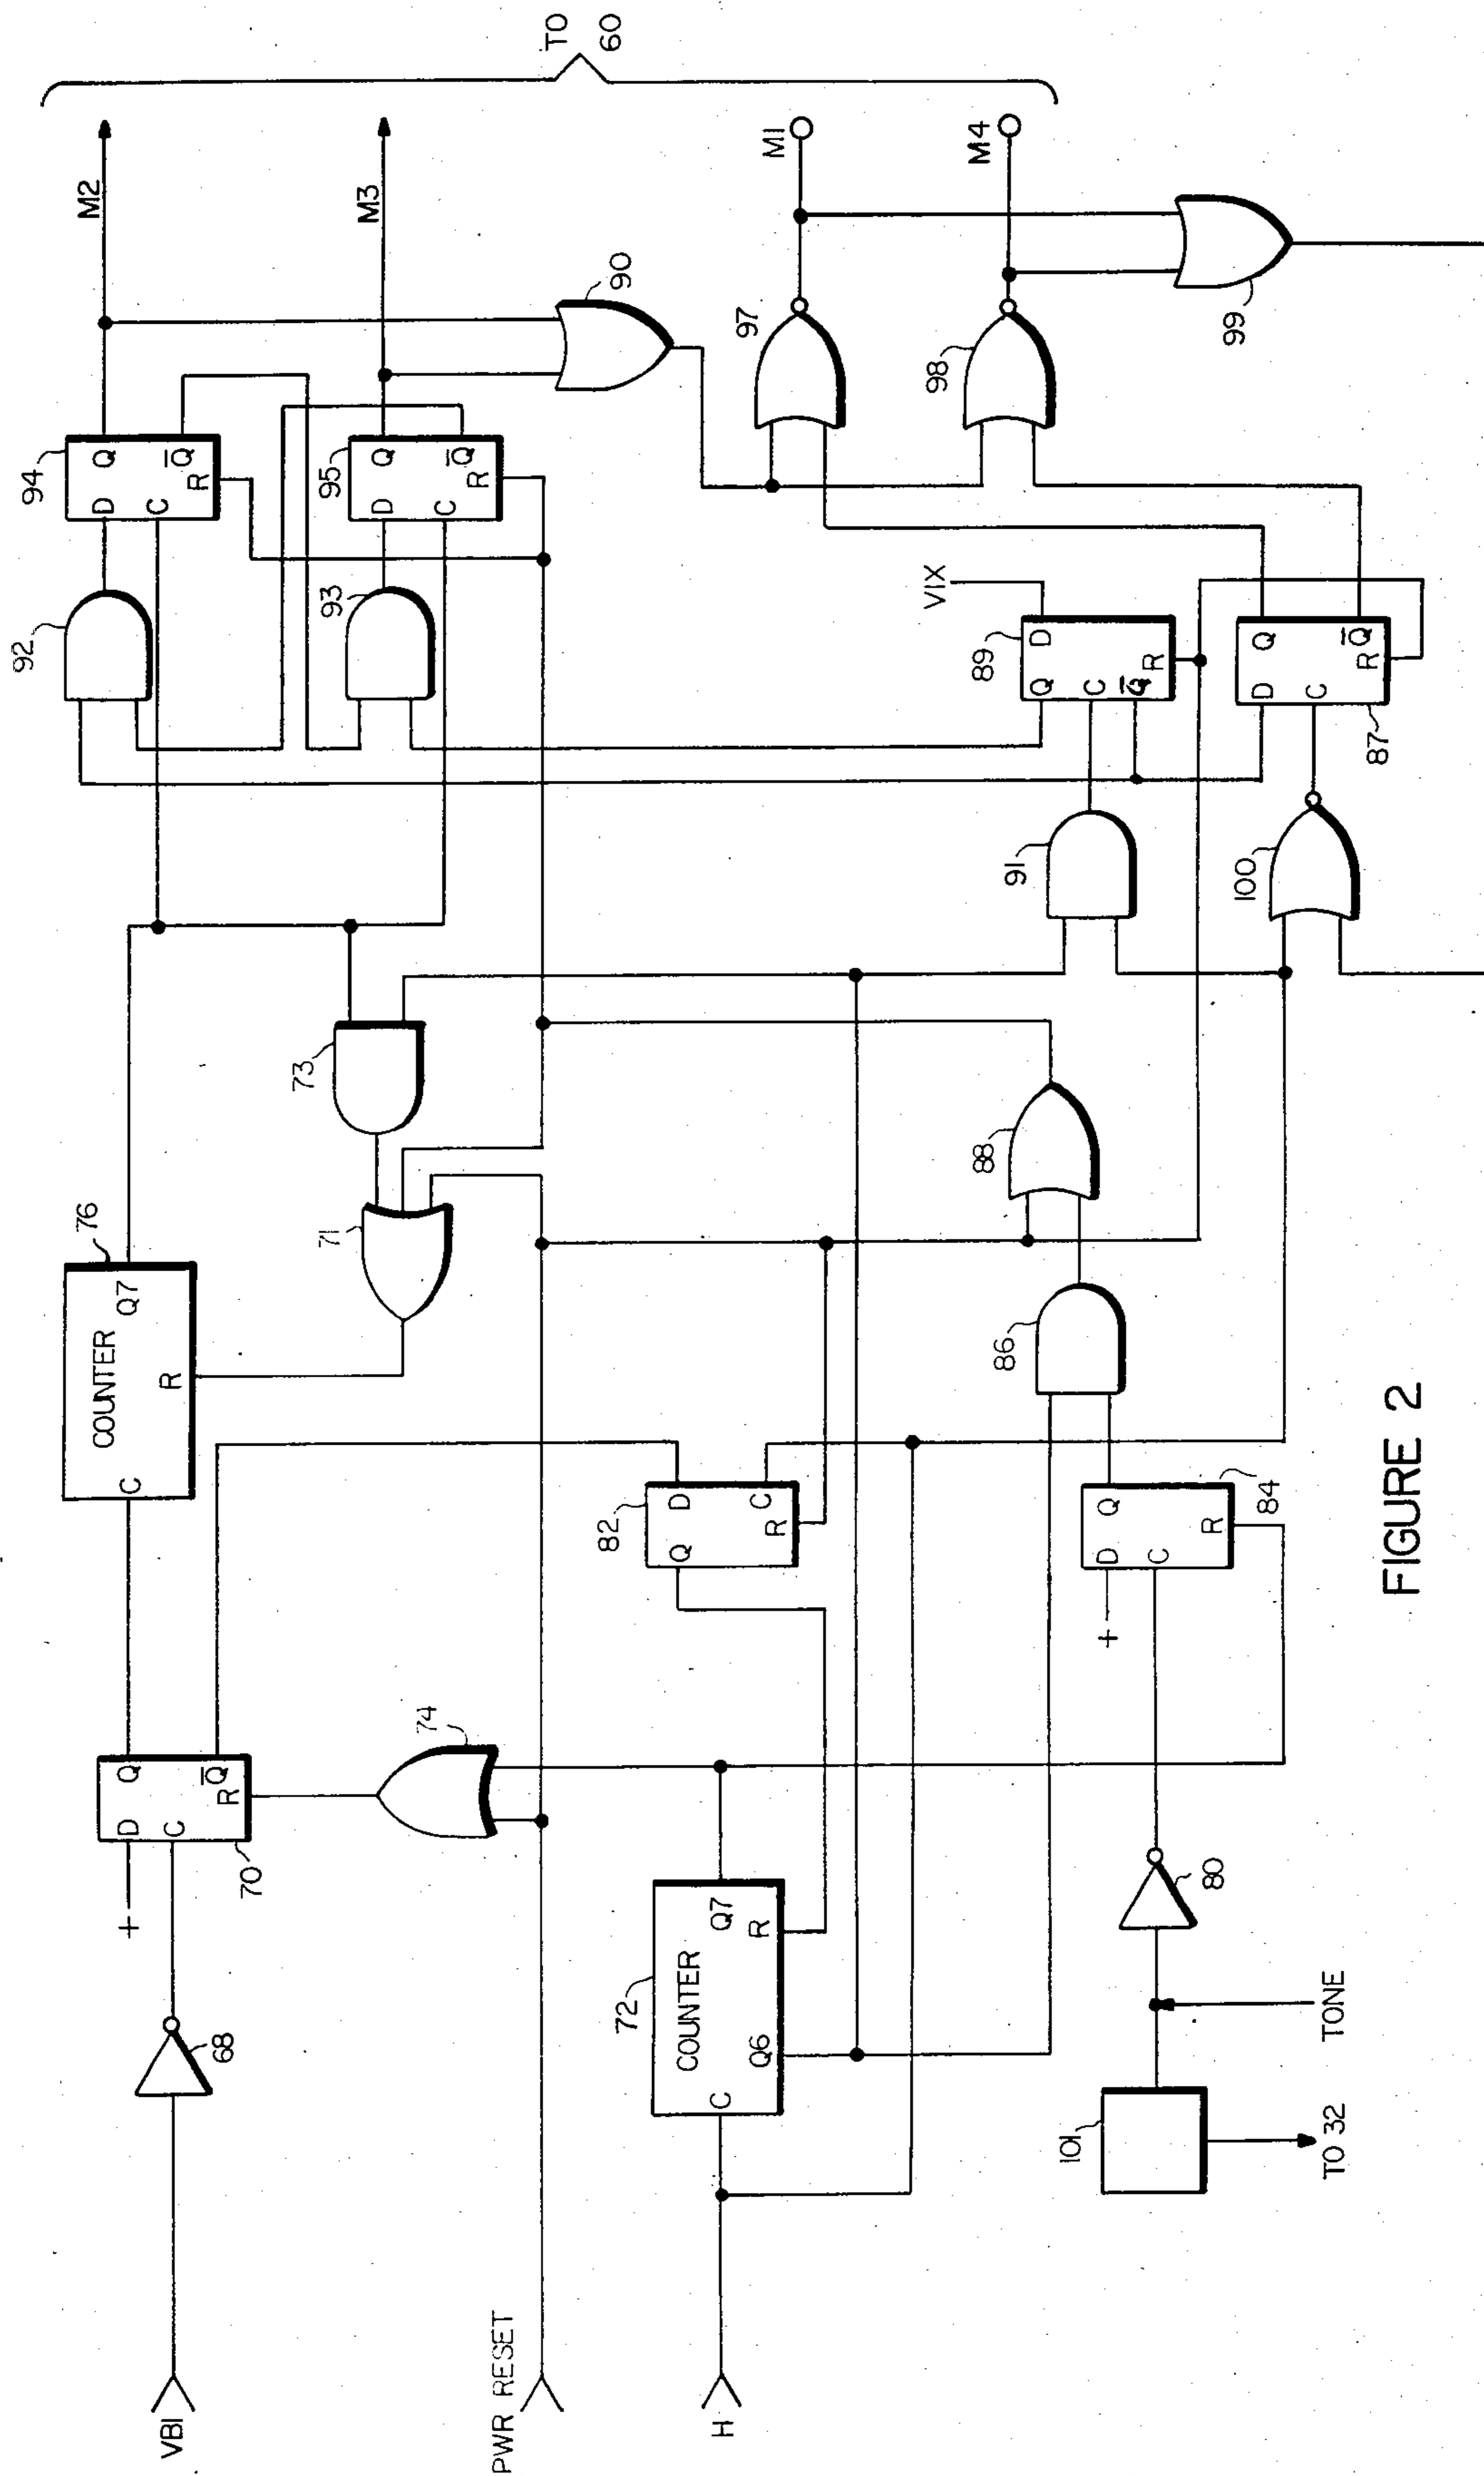 VBI
68
+
D
Q
C
Q
R
70
C
COUNTER
Q7
R
76
71
73
92
D
Q
C
Q
R
94
M2
93
D
Q
C
Q
R
95
M3
90
TO
60
PWR RESET
74
H
C
COUNTER
Q7
Q6
R
72
Q
D
C
R
82
97
M1
98
M4
99
VIX
Q
D
C
Q
R
89
91
88
86
+
D
Q
C
R
84
D
Q
C
Q
R
87
100
101
TO 32
TONE
80
FIGURE 2